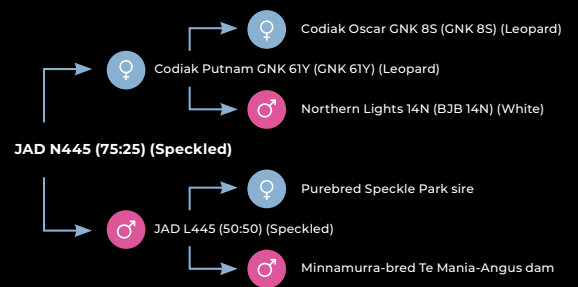 Codiak Oscar GNK 8S (GNK 8S) (Leopard)
Codiak Putnam GNK 61Y (GNK 61Y) (Leopard)
Northern Lights 14N (BJB 14N) (White)
JAD N445 (75:25) (Speckled)
Purebred Speckle Park sire
JAD L445 (50:50) (Speckled)
Minnamurra-bred Te Mania-Angus dam